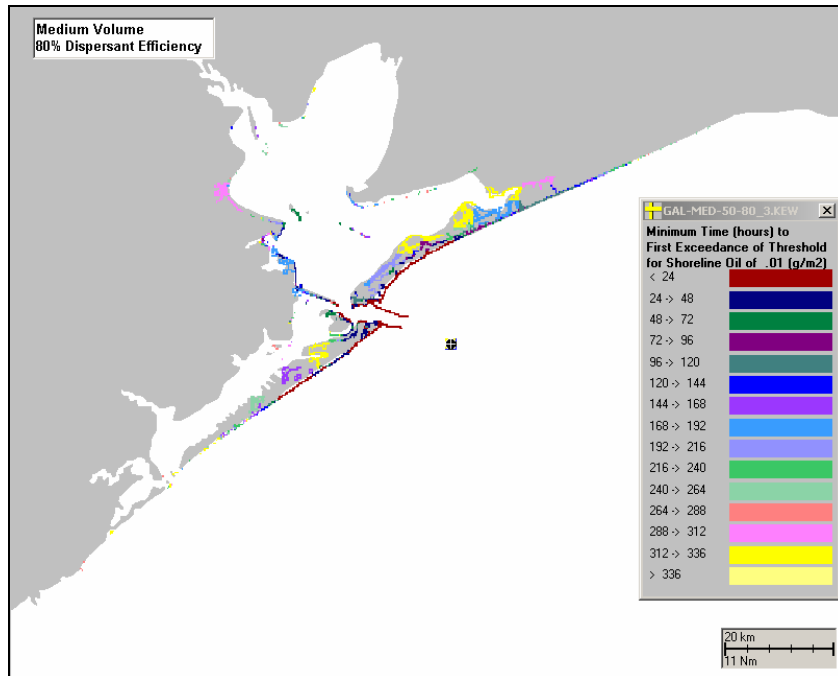 Medium Volume
80% Dispersant Efficiency
GAL-MED-50-80_3.KEW
Minimum Time (hours) to
First Exceedance of Threshold
for Shoreline Oil of .01 (g/m2)
< 24
24 -> 48
48 -> 72
72 -> 96
96 -> 120
120 -> 144
144 -> 168
168 -> 192
192 -> 216
216 -> 240
240 -> 264
264 -> 288
288 -> 312
312 -> 336
> 336
20 km
11 Nm